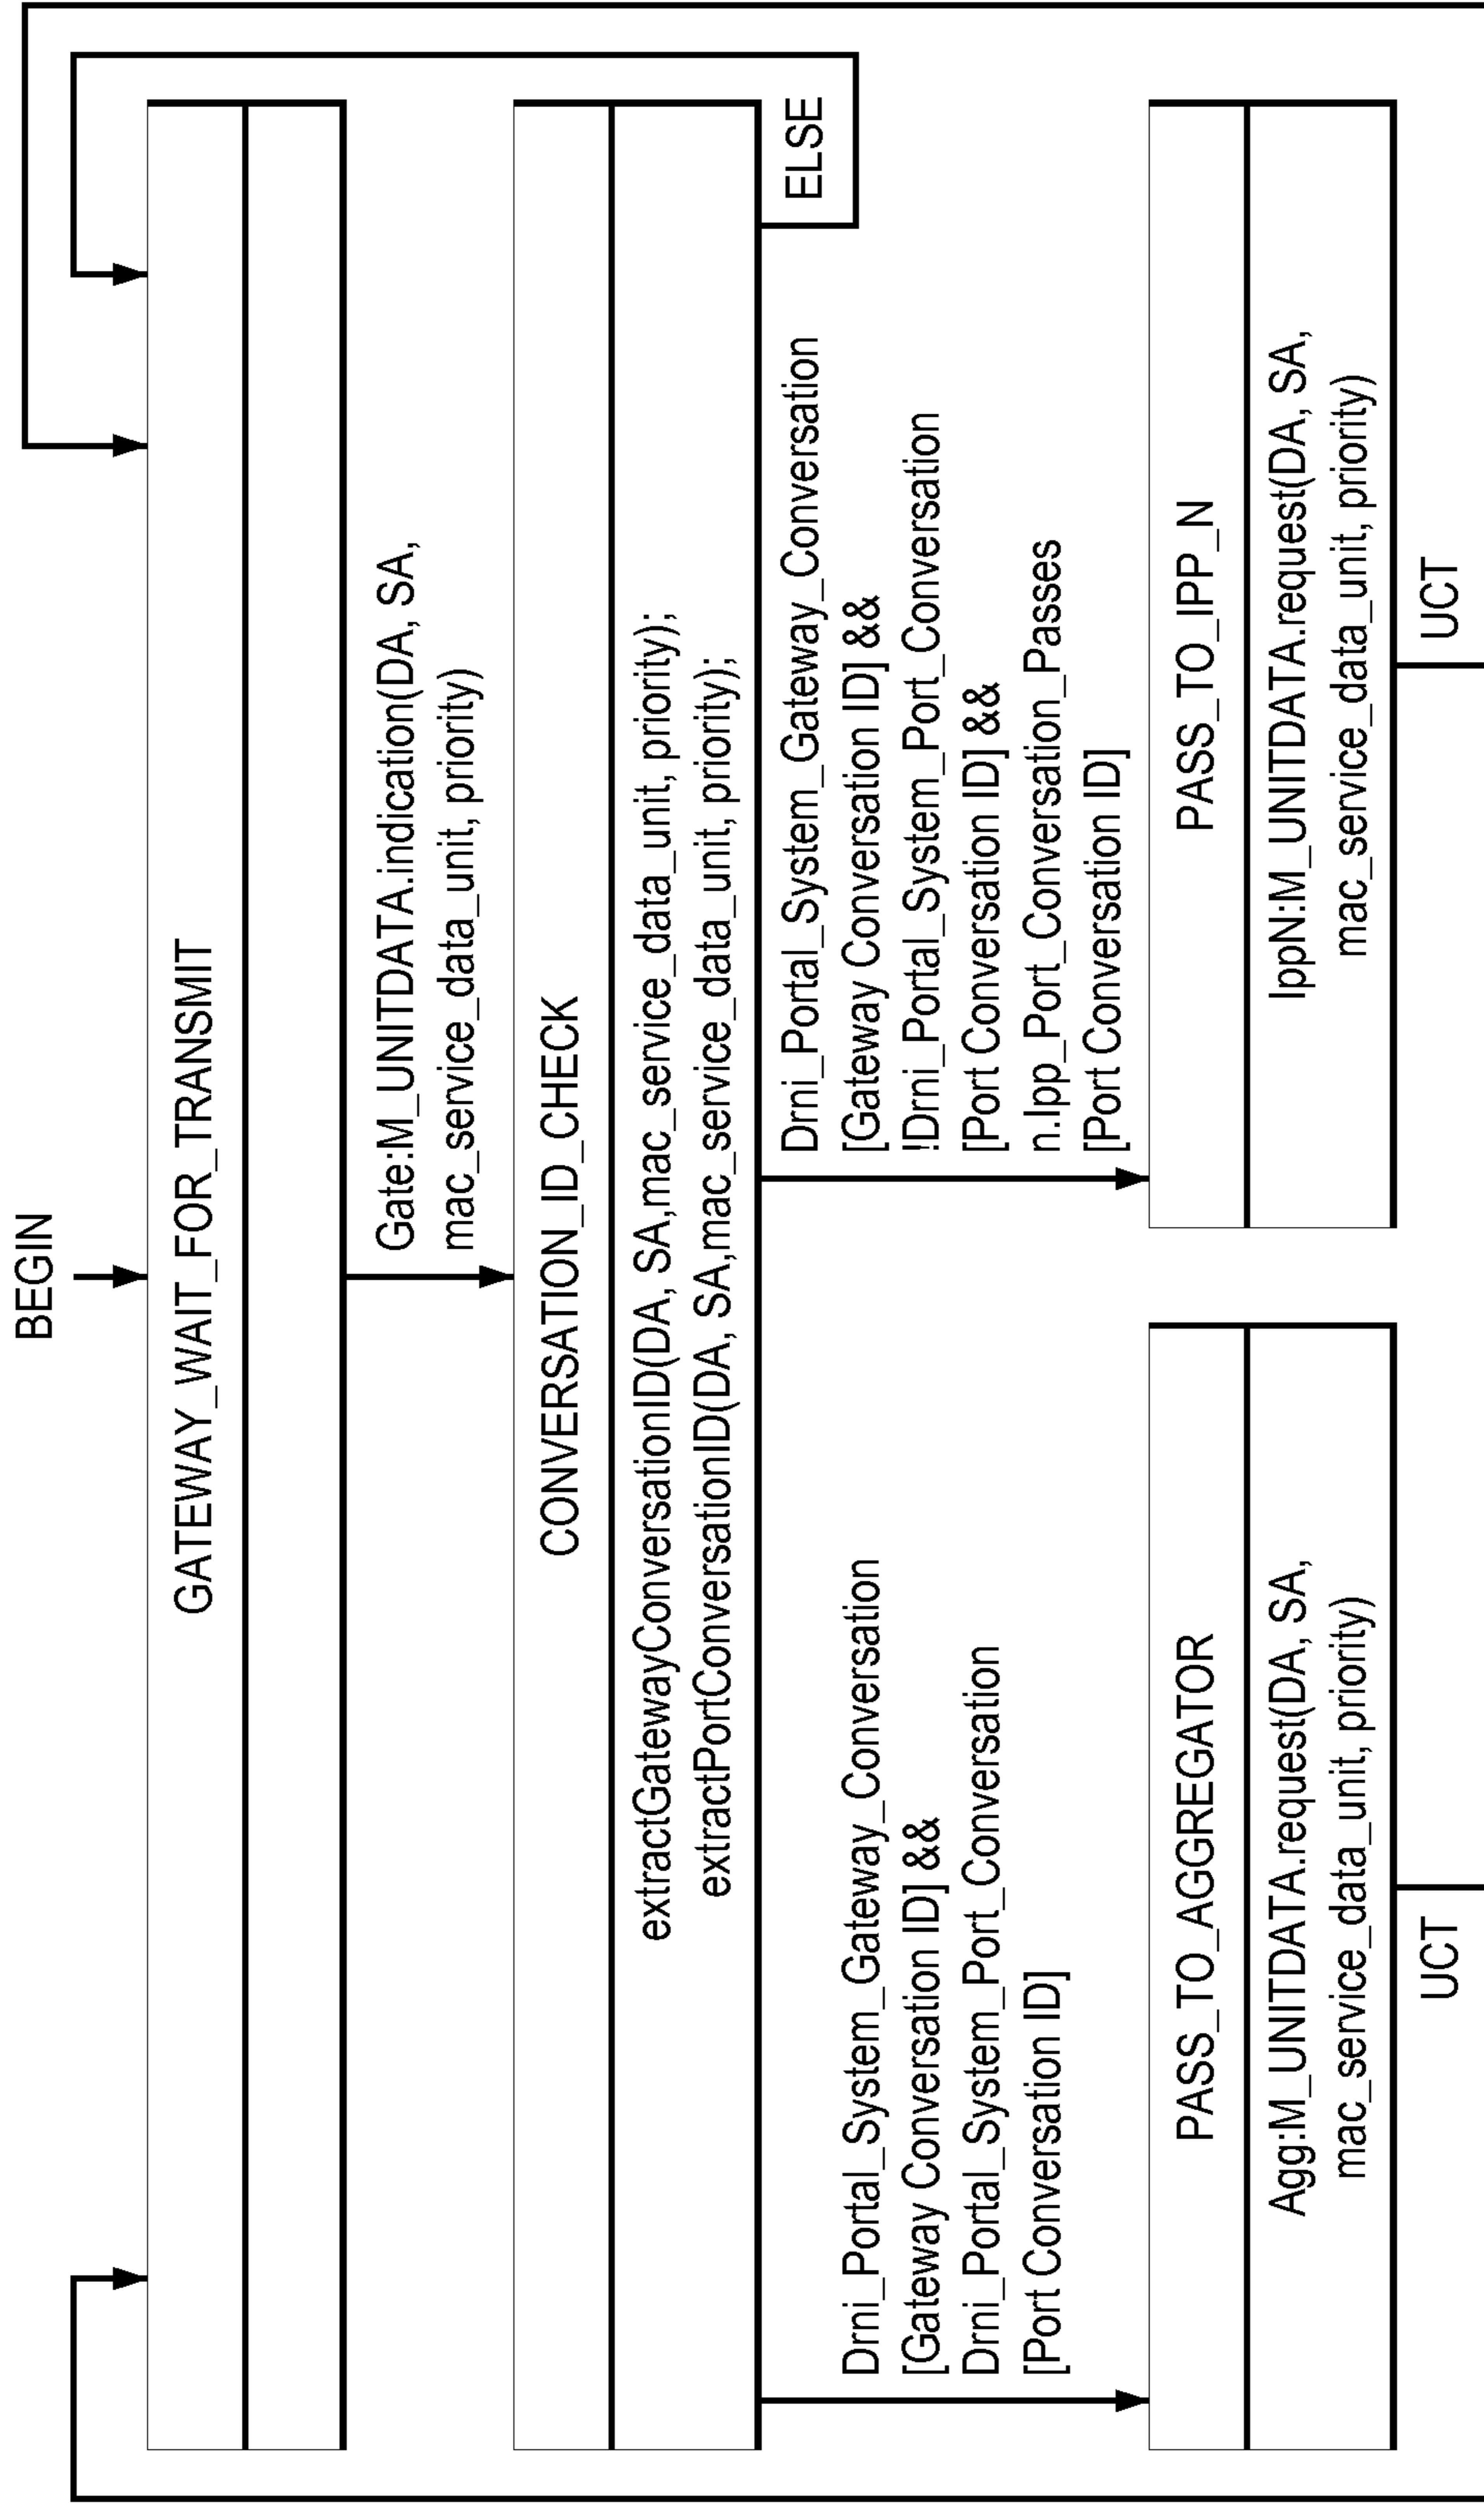 BEGIN
GATEWAY_WAIT_FOR_TRANSMIT
Gate:M_UNITDATA.indication(DA, SA,
mac_service_data_unit, priority)
CONVERSATION_ID_CHECK
extractGatewayConversationID(DA, SA,mac_service_data_unit, priority);
extractPortConversationID(DA, SA,mac_service_data_unit, priority);
ELSE
Drni_Portal_System_Gateway_Conversation
[Gateway Conversation ID] &&
Drni_Portal_System_Port_Conversation
[Port Conversation ID]
Drni_Portal_System_Gateway_Conversation
[Gateway Conversation ID] &&
!Drni_Portal_System_Port_Conversation
[Port Conversation ID] &&
n.Ipp_Port_Conversation_Passes
[Port Conversation ID]
PASS_TO_AGGREGATOR
Agg:M_UNITDATA.request(DA, SA,
mac_service_data_unit, priority)
UCT
PASS_TO_IPP_N
IppN:M_UNITDATA.request(DA, SA,
mac_service_data_unit, priority)
UCT